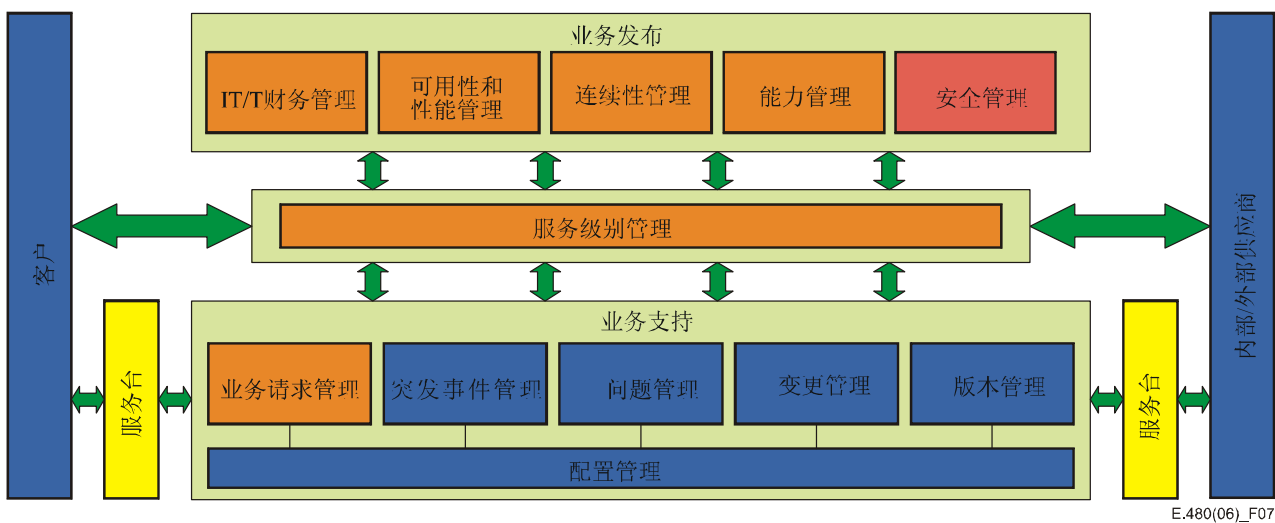 业务发布
IT/T财务管理
可用性和
性能管理
连续性管理
能力管理
安全管理
服务级别管理
客户
内部/外部供应商
业务支持
服务台
业务请求管理
突发事件管理
问题管理
变更管理
版木管理
服务台
配置管理
E.480(06)_F07